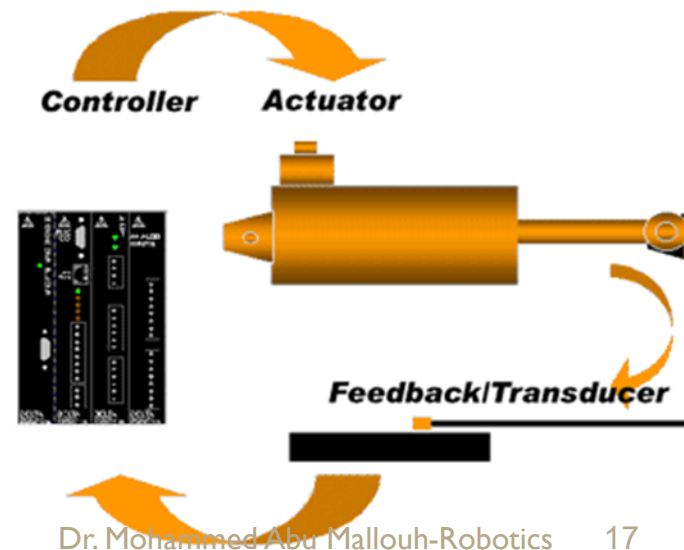 Controller Actuator
Feedback/Transducer
Dr. Mohammed Abu Mallouh-Robotics 17